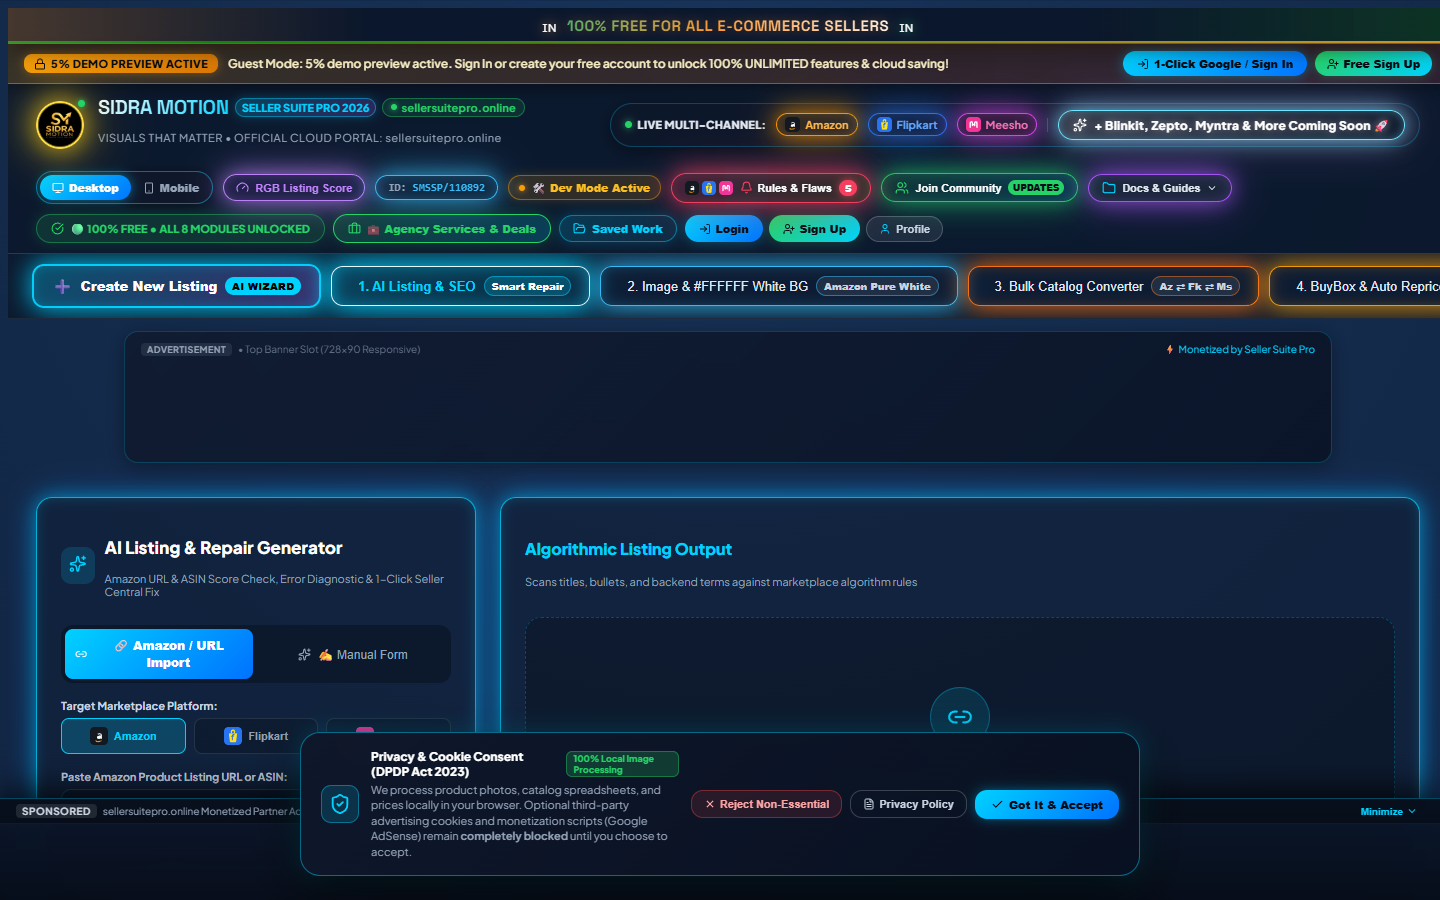 IN 100% FREE FOR ALL E-COMMERCE SELLERS IN
5% DEMO PREVIEW ACTIVE Guest Mode: 5% demo preview active. Sign In or create your free account to unlock 100% UNLIMITED features & cloud saving! 1-Click Google / Sign In Free Sign Up
SIDRA MOTION SELLER SUITE PRO 2026 sellersuitepro.online
VISUALS THAT MATTER • OFFICIAL CLOUD PORTAL: sellersuitepro.online
SM
SIDRA
MOTION
LIVE MULTI-CHANNEL: Amazon Flipkart Meesho + Blinkit, Zepto, Myntra & More Coming Soon 🚀
Desktop Mobile RGB Listing Score ID: SMSSP/110892 🛠 Dev Mode Active Rules & Flaws 5 Join Community UPDATES Docs & Guides
100% FREE • ALL 8 MODULES UNLOCKED 💼 Agency Services & Deals Saved Work Login Sign Up Profile
➕ Create New Listing AI WIZARD 1. AI Listing & SEO Smart Repair 2. Image & #FFFFFF White BG Amazon Pure White 3. Bulk Catalog Converter Az ⇄ Fk ⇄ Ms 4. BuyBox & Auto Repric
ADVERTISEMENT • Top Banner Slot (728×90 Responsive) Monetized by Seller Suite Pro
AI Listing & Repair Generator
Amazon URL & ASIN Score Check, Error Diagnostic & 1-Click Seller
Central Fix
🔗 Amazon / URL
Import
✍ Manual Form
Target Marketplace Platform:
Amazon Flipkart
Paste Amazon Product Listing URL or ASIN:
Algorithmic Listing Output
Scans titles, bullets, and backend terms against marketplace algorithm rules
SPONSORED sellersuitepro.online Monetized Partner Minimize
Privacy & Cookie Consent
(DPDP Act 2023)
100% Local Image
Processing
We process product photos, catalog spreadsheets, and
prices locally in your browser. Optional third-party
advertising cookies and monetization scripts (Google
AdSense) remain completely blocked until you choose to
accept.
Reject Non-Essential Privacy Policy Got It & Accept